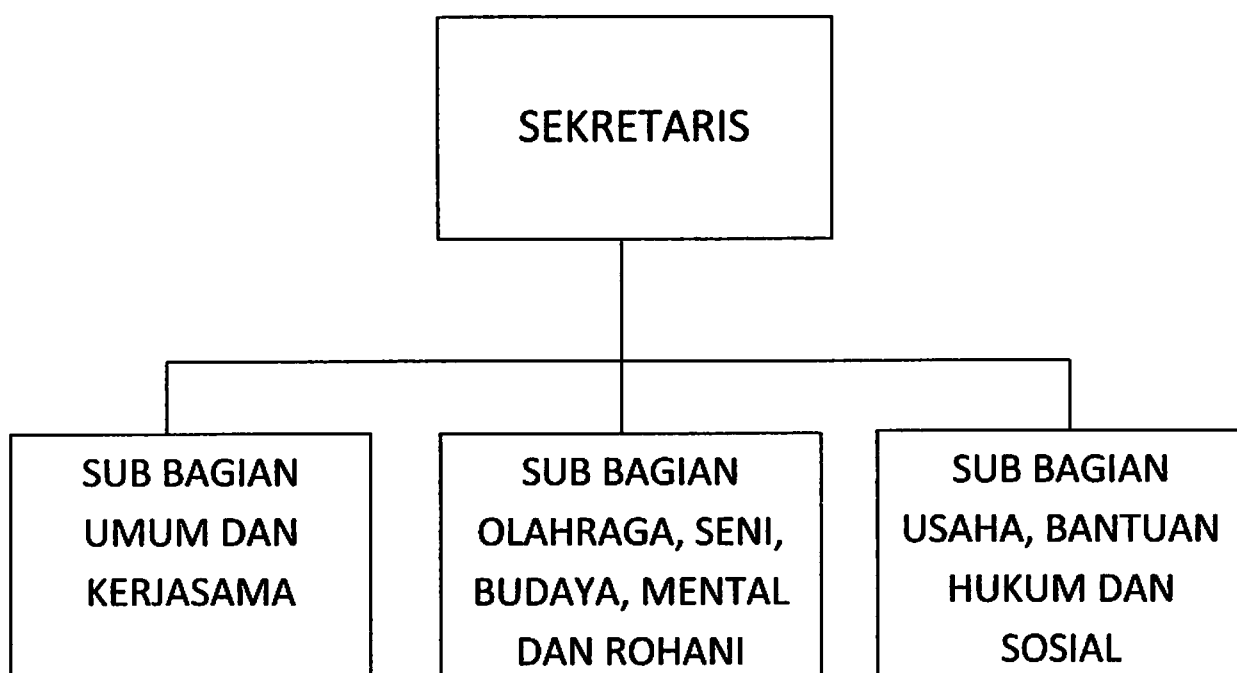 SEKRETARIS
SUB BAGIAN
UMUM DAN
KERJASAMA
SUB BAGIAN
OLAHRAGA, SENI,
BUDAYA, MENTAL
DAN ROHANI
SUB BAGIAN
USAHA, BANTUAN
HUKUM DAN
SOSIAL